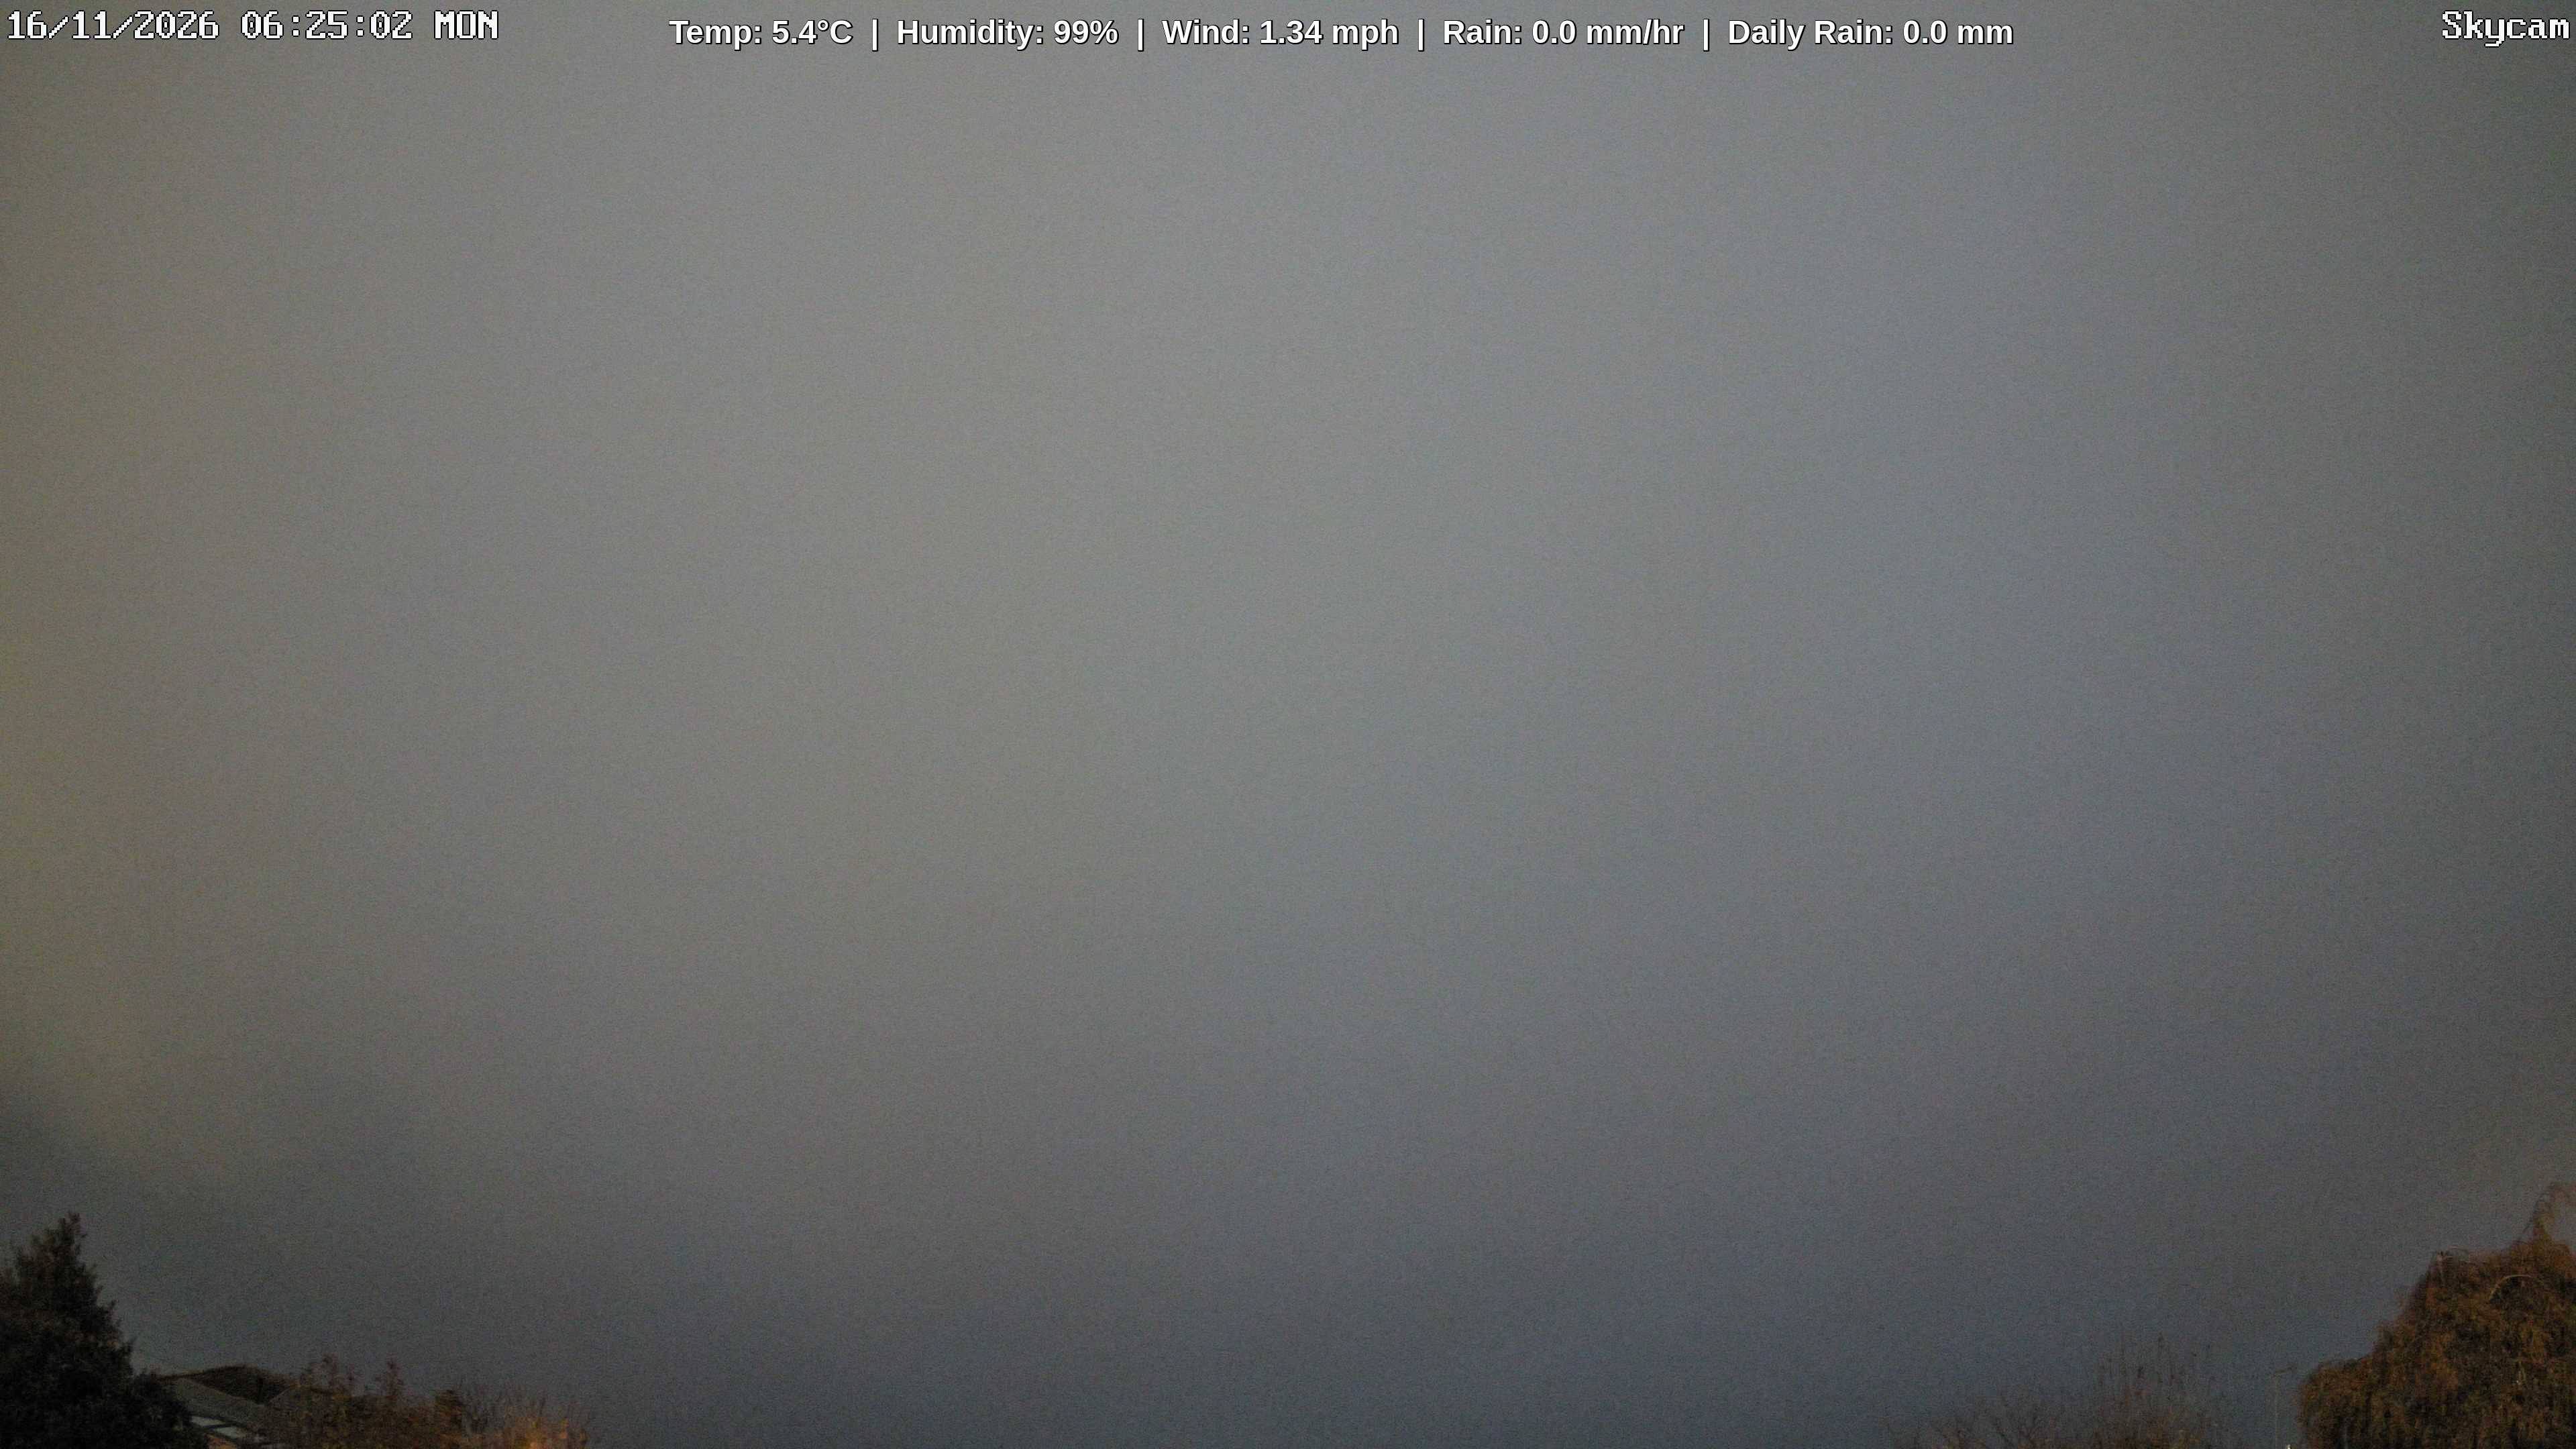 16/11/2026 06:25:02 MON
Temp: 5.4°C | Humidity: 99% | Wind: 1.34 mph | Rain: 0.0 mm/hr | Daily Rain: 0.0 mm
Skycam